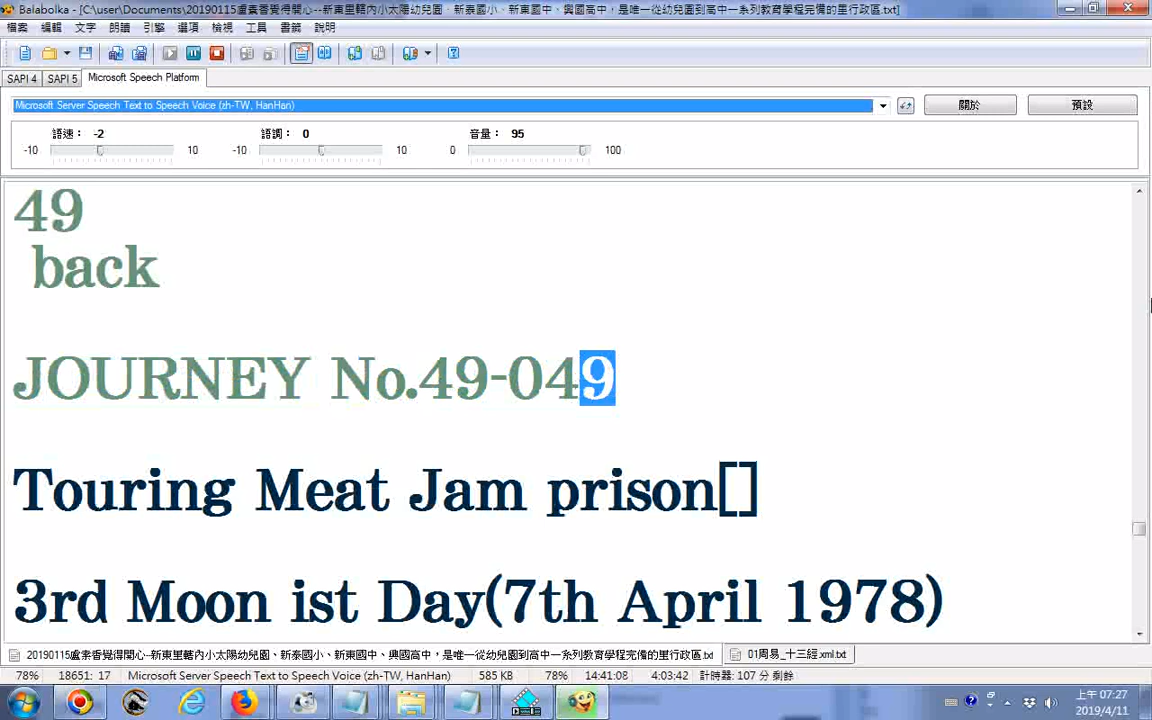 Balabolka - [C:\user\Documents\20190115盧素香覺得開心--新東里轄內小太陽幼兒園、新泰國小、新東國中、興國高中，是唯一從幼兒園到高中一系列教育學程完備的里行政區.txt]
檔案 編輯 文字 朗讀 引擎 選項 檢視 工具 書籤 說明
SAPI 4 SAPI 5 Microsoft Speech Platform
Microsoft Server Speech Text to Speech Voice (zh-TW, HanHan) 關於 預設
語速： -2 語調： 0 音量： 95
-10 10 -10 10 0 100
49
back
JOURNEY No.49-049
Touring Meat Jam prison[]
3rd Moon ist Day(7th April 1978)
20190115盧素香覺得開心--新東里轄內小太陽幼兒園、新泰國小、新東國中、興國高中，是唯一從幼兒園到高中一系列教育學程完備的里行政區.txt 01周易_十三經.xml.txt
78% 18651: 17 Microsoft Server Speech Text to Speech Voice (zh-TW, HanHan) 585 KB 78% 14:41:08 4:03:42 計時器: 107 分 剩餘
上午 07:27
2019/4/11